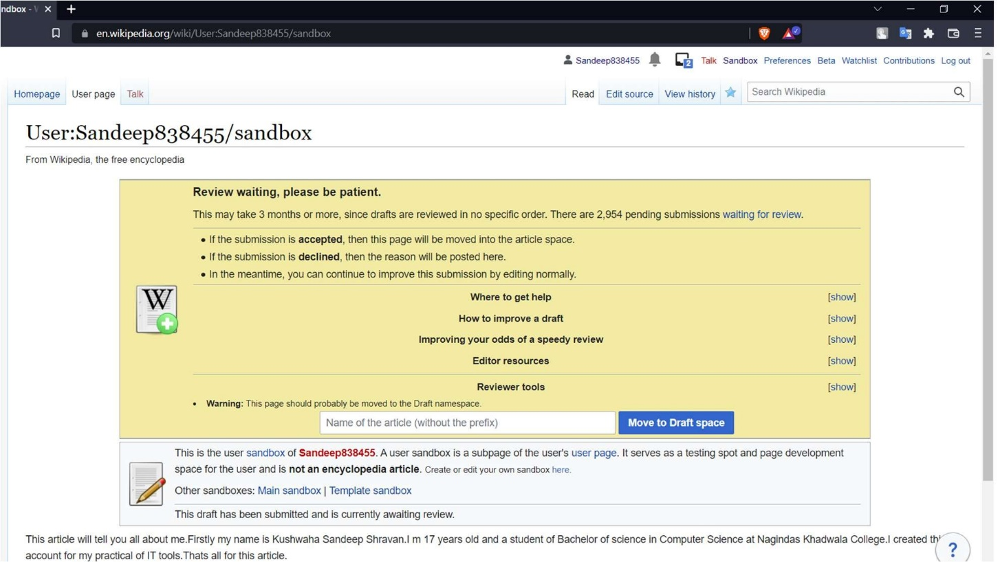 ndbox -
en.wikipedia.org/wiki/User:Sandeep838455/sandbox
Sandeep838455 2 Talk Sandbox Preferences Beta Watchlist Contributions Log out
Homepage User page Talk Read Edit source View history Search Wikipedia
User:Sandeep838455/sandbox
From Wikipedia, the free encyclopedia
Review waiting, please be patient.
This may take 3 months or more, since drafts are reviewed in no specific order. There are 2,954 pending submissions waiting for review.
• If the submission is accepted, then this page will be moved into the article space.
• If the submission is declined, then the reason will be posted here.
• In the meantime, you can continue to improve this submission by editing normally.
W
Where to get help [show]
How to improve a draft [show]
Improving your odds of a speedy review [show]
Editor resources [show]
Reviewer tools [show]
• Warning: This page should probably be moved to the Draft namespace.
Name of the article (without the prefix) Move to Draft space
This is the user sandbox of Sandeep838455. A user sandbox is a subpage of the user's user page. It serves as a testing spot and page development
space for the user and is not an encyclopedia article. Create or edit your own sandbox here.
Other sandboxes: Main sandbox | Template sandbox
This draft has been submitted and is currently awaiting review.
This article will tell you all about me.Firstly my name is Kushwaha Sandeep Shravan.I m 17 years old and a student of Bachelor of science in Computer Science at Nagindas Khadwala College.I created thi
account for my practical of IT tools.Thats all for this article.
?